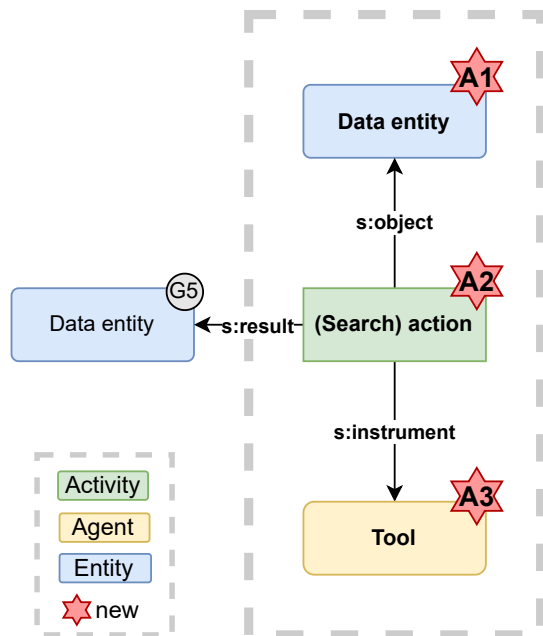 A1
Data entity
s:object
A2
G5
Data entity
s:result
(Search) action
s:instrument
A3
Tool
Activity
Agent
Entity
new